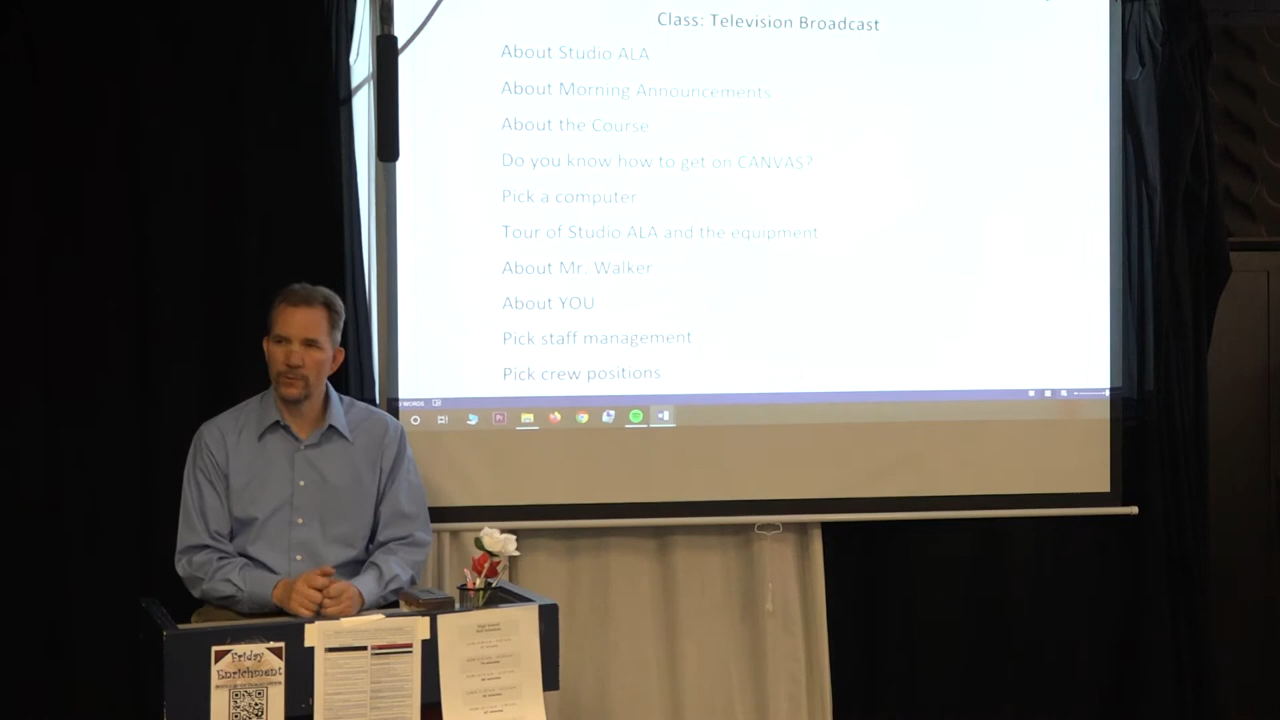 Class: Television Broadcast
About Studio ALA
About Morning Announcements
About the Course
Do you know how to get on CANVAS?
Pick a computer
Tour of Studio ALA and the equipment
About Mr. Walker
About YOU
Pick staff management
Pick crew positions
WORDS
Pr
Friday
Enrichment